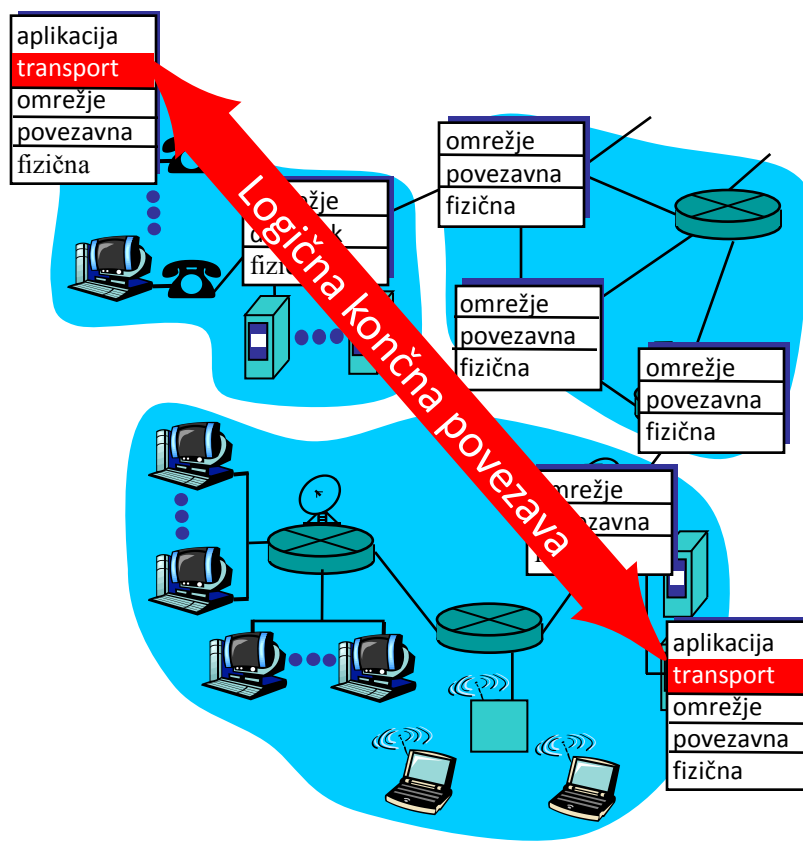 aplikacija
transport
omrežje
povezavna
fizična
omrežje
povezavna
fizična
Logična končna povezava
omrežje
povezavna
fizična
omrežje
povezavna
fizična
aplikacija
transport
omrežje
povezavna
fizična